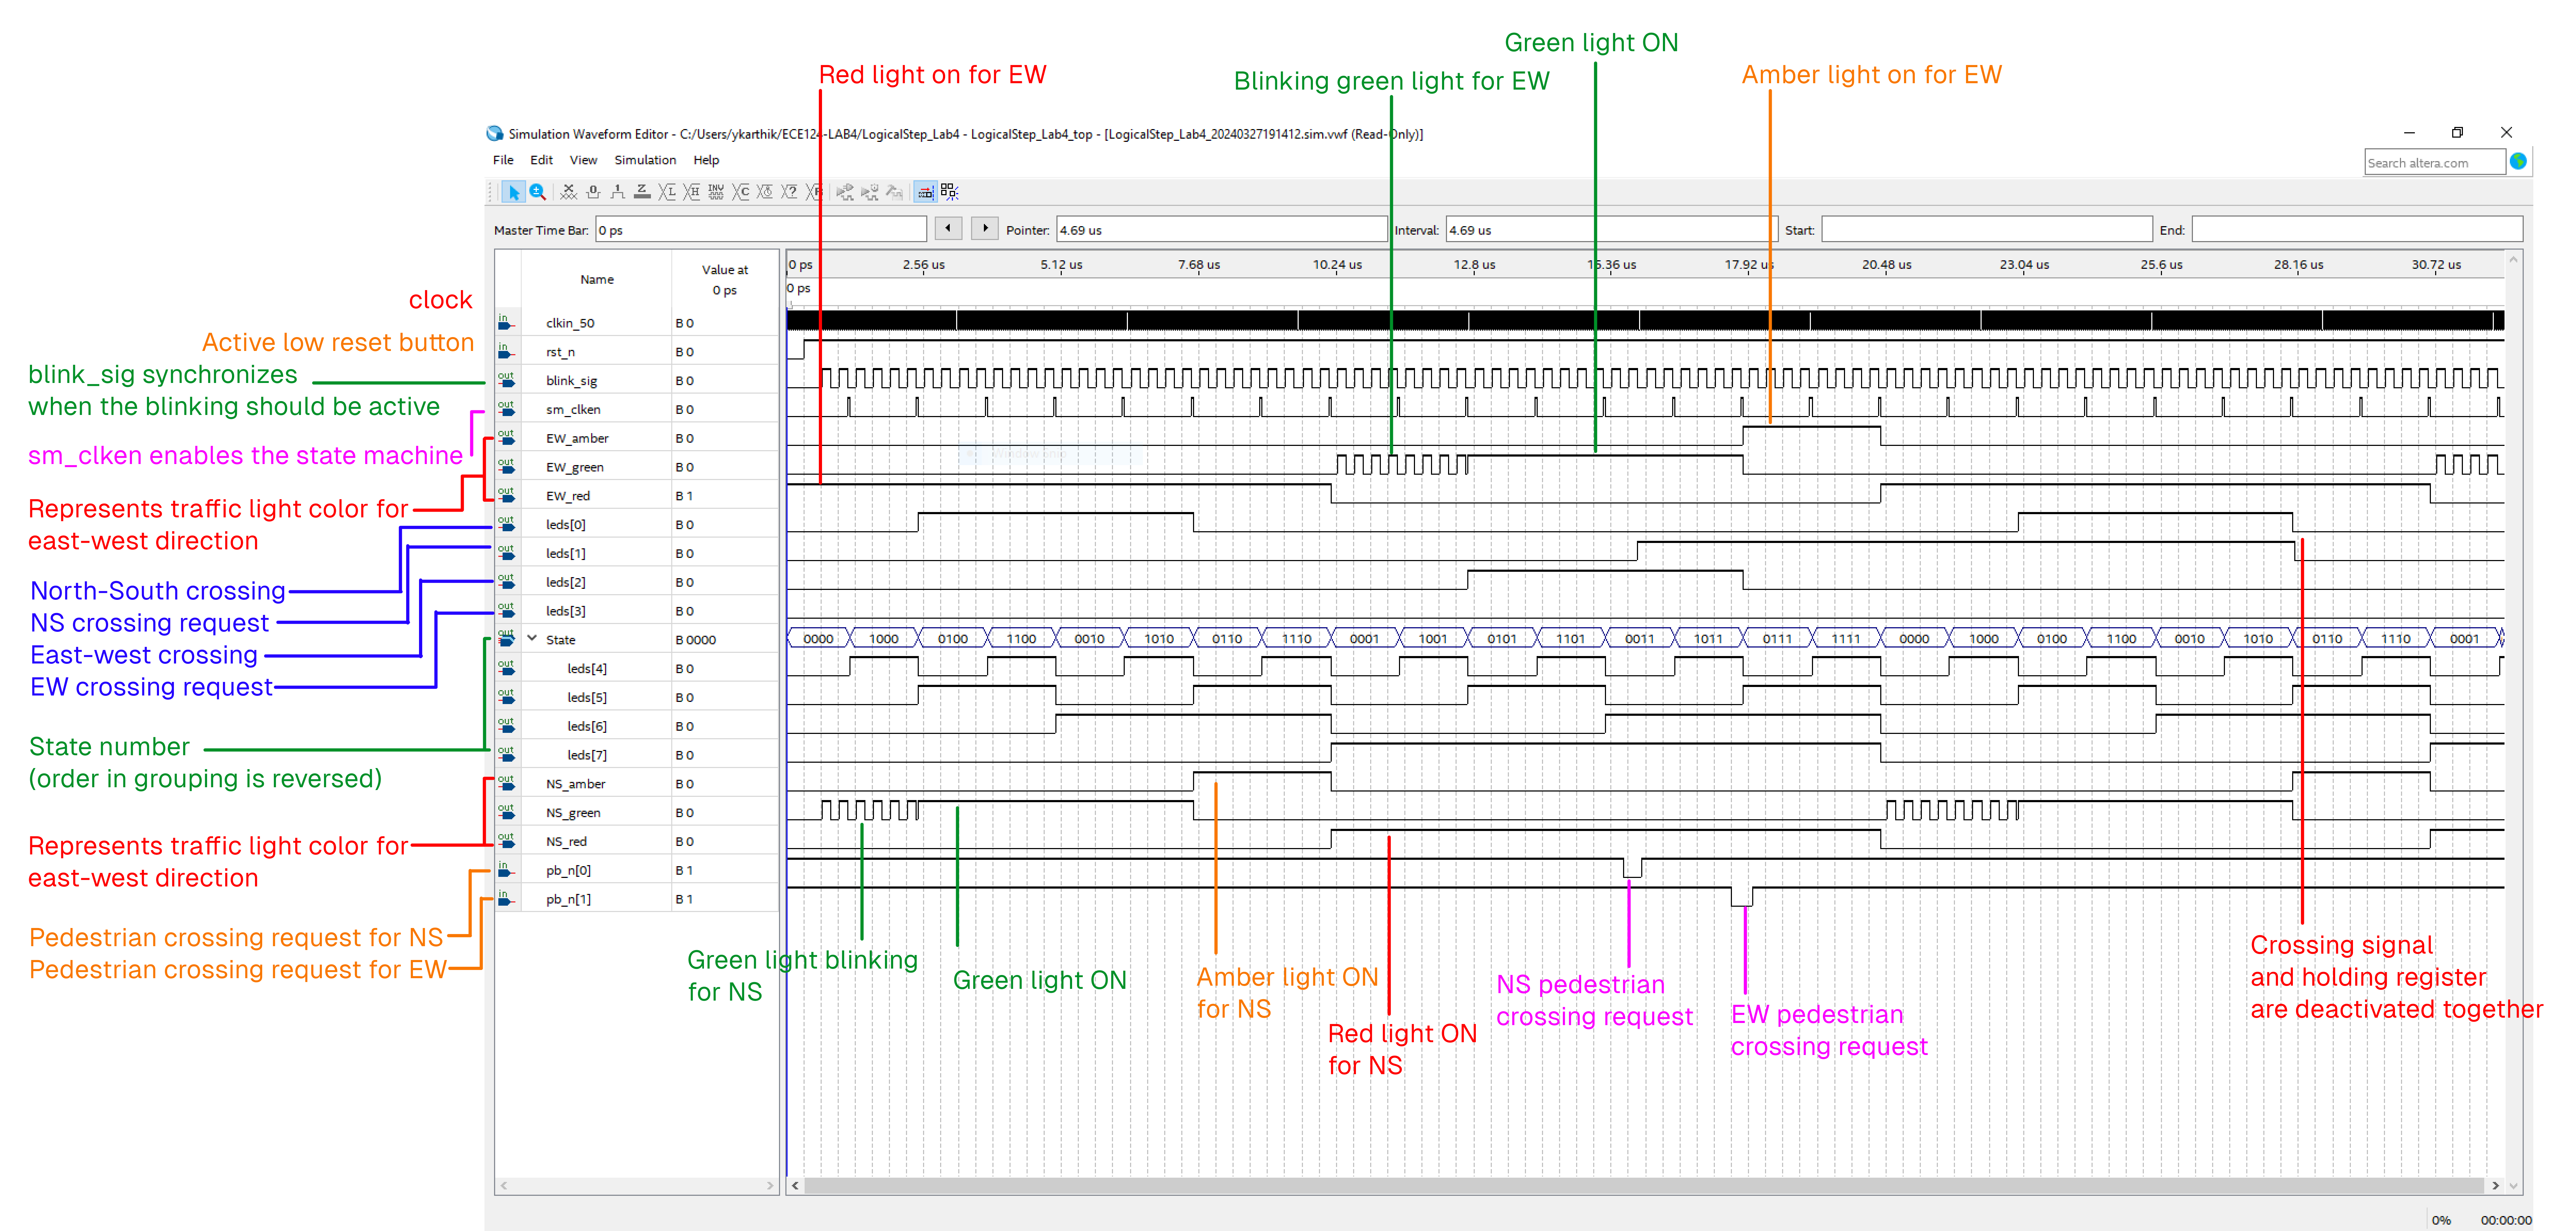 Green light ON
Red light on for EW
Blinking green light for EW
Amber light on for EW
Simulation Waveform Editor - C:/Users/ykarthik/ECE124-LAB4/LogicalStep_Lab4 - LogicalStep_Lab4_top - [LogicalStep_Lab4_20240327191412.sim.vwf (Read-Only)]
File Edit View Simulation Help
Search altera.com
Master Time Bar: 0 ps Pointer: 4.69 us Interval: 4.69 us Start: End:
Name Value at 0 ps
0 ps 2.56 us 5.12 us 7.68 us 10.24 us 12.8 us 15.36 us 17.92 us 20.48 us 23.04 us 25.6 us 28.16 us 30.72 us
0 ps
clock
in clkin_50 B 0
Active low reset button
in rst_n B 0
blink_sig synchronizes
when the blinking should be active
out blink_sig B 0
out sm_clken B 0
sm_clken enables the state machine
out EW_amber B 0
out EW_green B 0
out EW_red B 1
Represents traffic light color for
east-west direction
out leds[0] B 0
out leds[1] B 0
out leds[2] B 0
out leds[3] B 0
North-South crossing
NS crossing request
East-west crossing
EW crossing request
out State B 0000
0000 1000 0100 1100 0010 1010 0110 1110 0001 1001 0101 1101 0011 1011 0111 1111 0000 1000 0100 1100 0010 1010 0110 1110 0001
out leds[4] B 0
out leds[5] B 0
out leds[6] B 0
out leds[7] B 0
State number
(order in grouping is reversed)
out NS_amber B 0
out NS_green B 0
out NS_red B 0
Represents traffic light color for
east-west direction
in pb_n[0] B 1
in pb_n[1] B 1
Pedestrian crossing request for NS
Pedestrian crossing request for EW
Green light blinking
for NS
Green light ON
Amber light ON
for NS
Red light ON
for NS
NS pedestrian
crossing request
EW pedestrian
crossing request
Crossing signal
and holding register
are deactivated together
0% 00:00:00